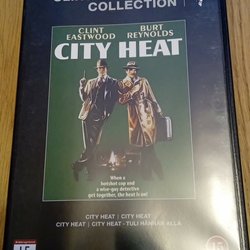 COLLECTION
CLINT
EASTWOOD
BURT
REYNOLDS
CITY HEAT
When a
hotshot cop and
a wise-guy detective
get together, the heat is on!
CITY HEAT | CITY HEAT
CITY HEAT | CITY HEAT - TULI HÄNNÄN ALLA
15